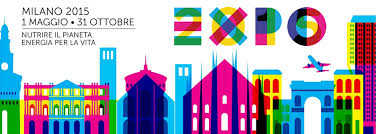 MILANO 2015
1 MAGGIO • 31 OTTOBRE
NUTRIRE IL PIANETA
ENERGIA PER LA VITA
EXPO